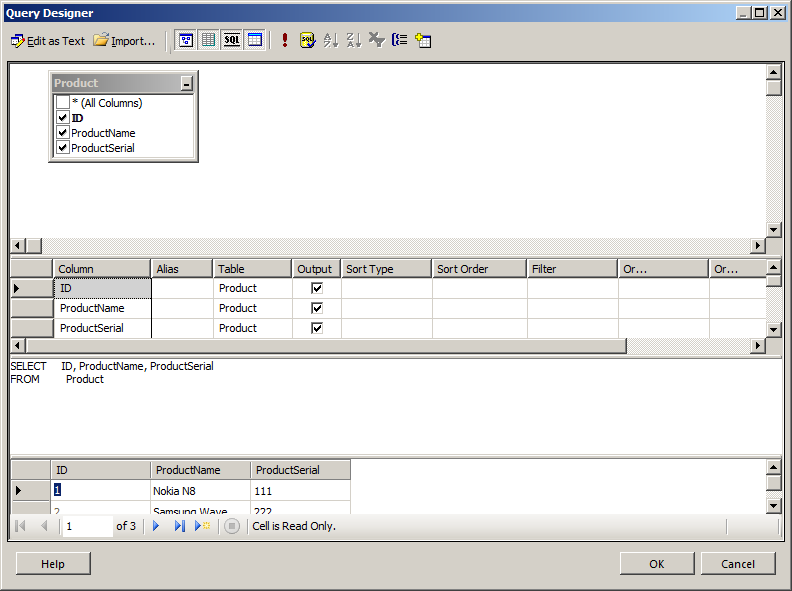 Query Designer
Edit as Text Import... SQL SQL A Z Z A
Product
* (All Columns)
ID
ProductName
ProductSerial
Column Alias Table Output Sort Type Sort Order Filter Or... Or...
ID Product
ProductName Product
ProductSerial Product
SELECT ID, ProductName, ProductSerial
FROM Product
ID ProductName ProductSerial
1 Nokia N8 111
2 Samsung Wave 222
1 of 3 Cell is Read Only.
Help OK Cancel